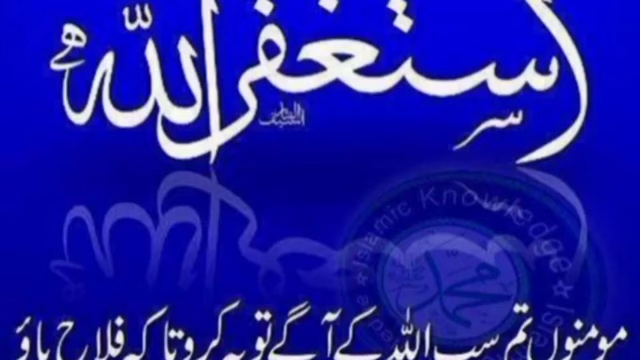 استغفر الله
Islamic Knowledge
محمد
مومنوں تم سب اللہ کے آگے توبہ کرو تاکہ فلاح پاؤ